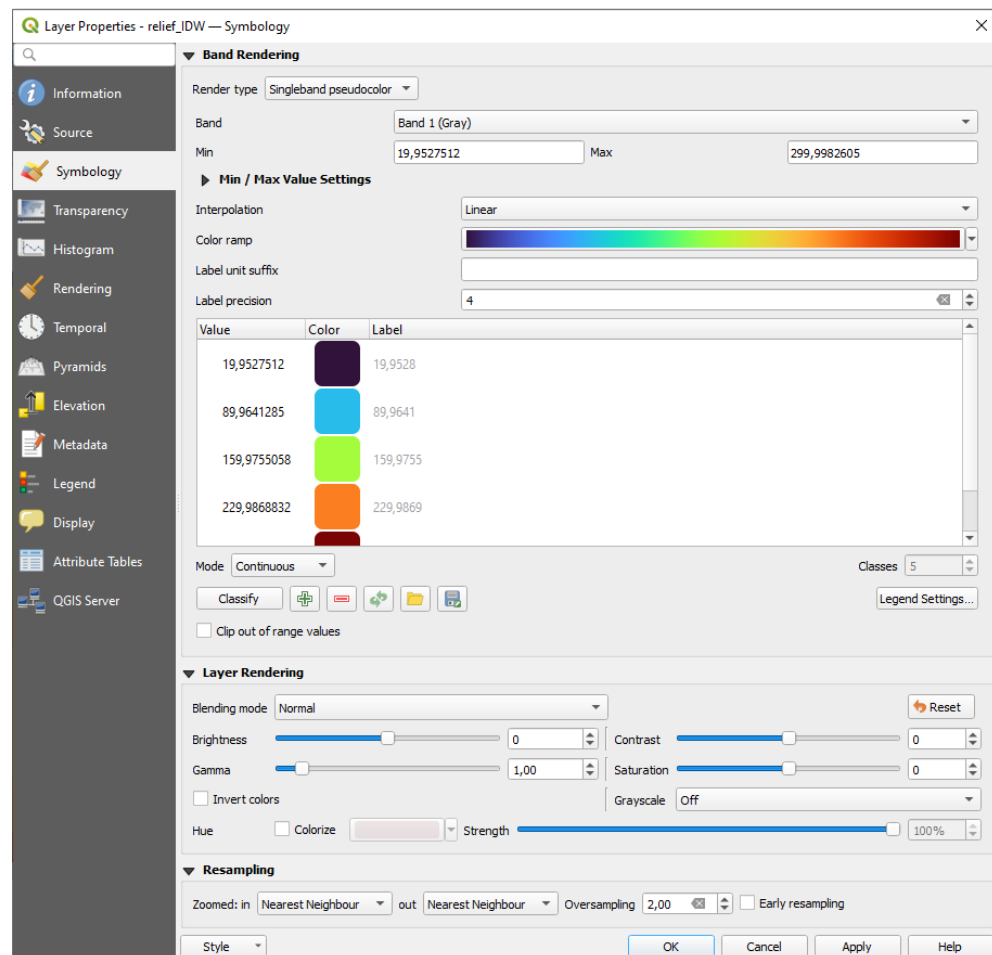 Layer Properties - relief_IDW — Symbology
Information
Source
Symbology
Transparency
Histogram
Rendering
Temporal
Pyramids
Elevation
Metadata
Legend
Display
Attribute Tables
QGIS Server
Band Rendering
Render type Singleband pseudocolor
Band Band 1 (Gray)
Min 19,9527512 Max 299,9982605
Min / Max Value Settings
Interpolation Linear
Color ramp
Label unit suffix
Label precision 4
Value Color Label
19,9527512 19,9528
89,9641285 89,9641
159,9755058 159,9755
229,9868832 229,9869
Mode Continuous Classes 5
Classify Legend Settings...
Clip out of range values
Layer Rendering
Blending mode Normal Reset
Brightness 0 Contrast 0
Gamma 1,00 Saturation 0
Invert colors Grayscale Off
Hue Colorize Strength 100%
Resampling
Zoomed: in Nearest Neighbour out Nearest Neighbour Oversampling 2,00 Early resampling
Style OK Cancel Apply Help